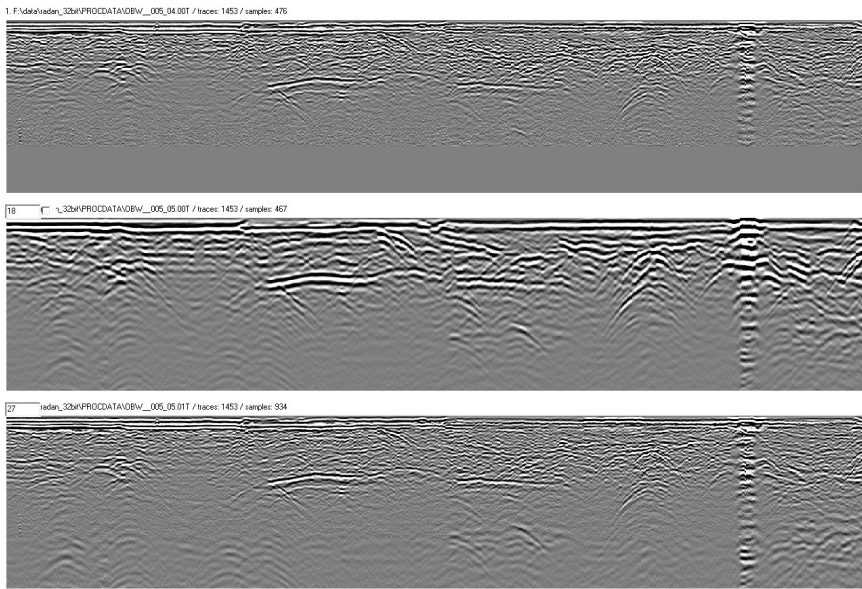 1. F:\data\radan_32bit\PROCDATA\OBW__005_04.00T / traces: 1453 / samples: 476
18 _32bit\PROCDATA\OBW__005_05.00T / traces: 1453 / samples: 467
27 radan_32bit\PROCDATA\OBW__005_05.01T / traces: 1453 / samples: 934